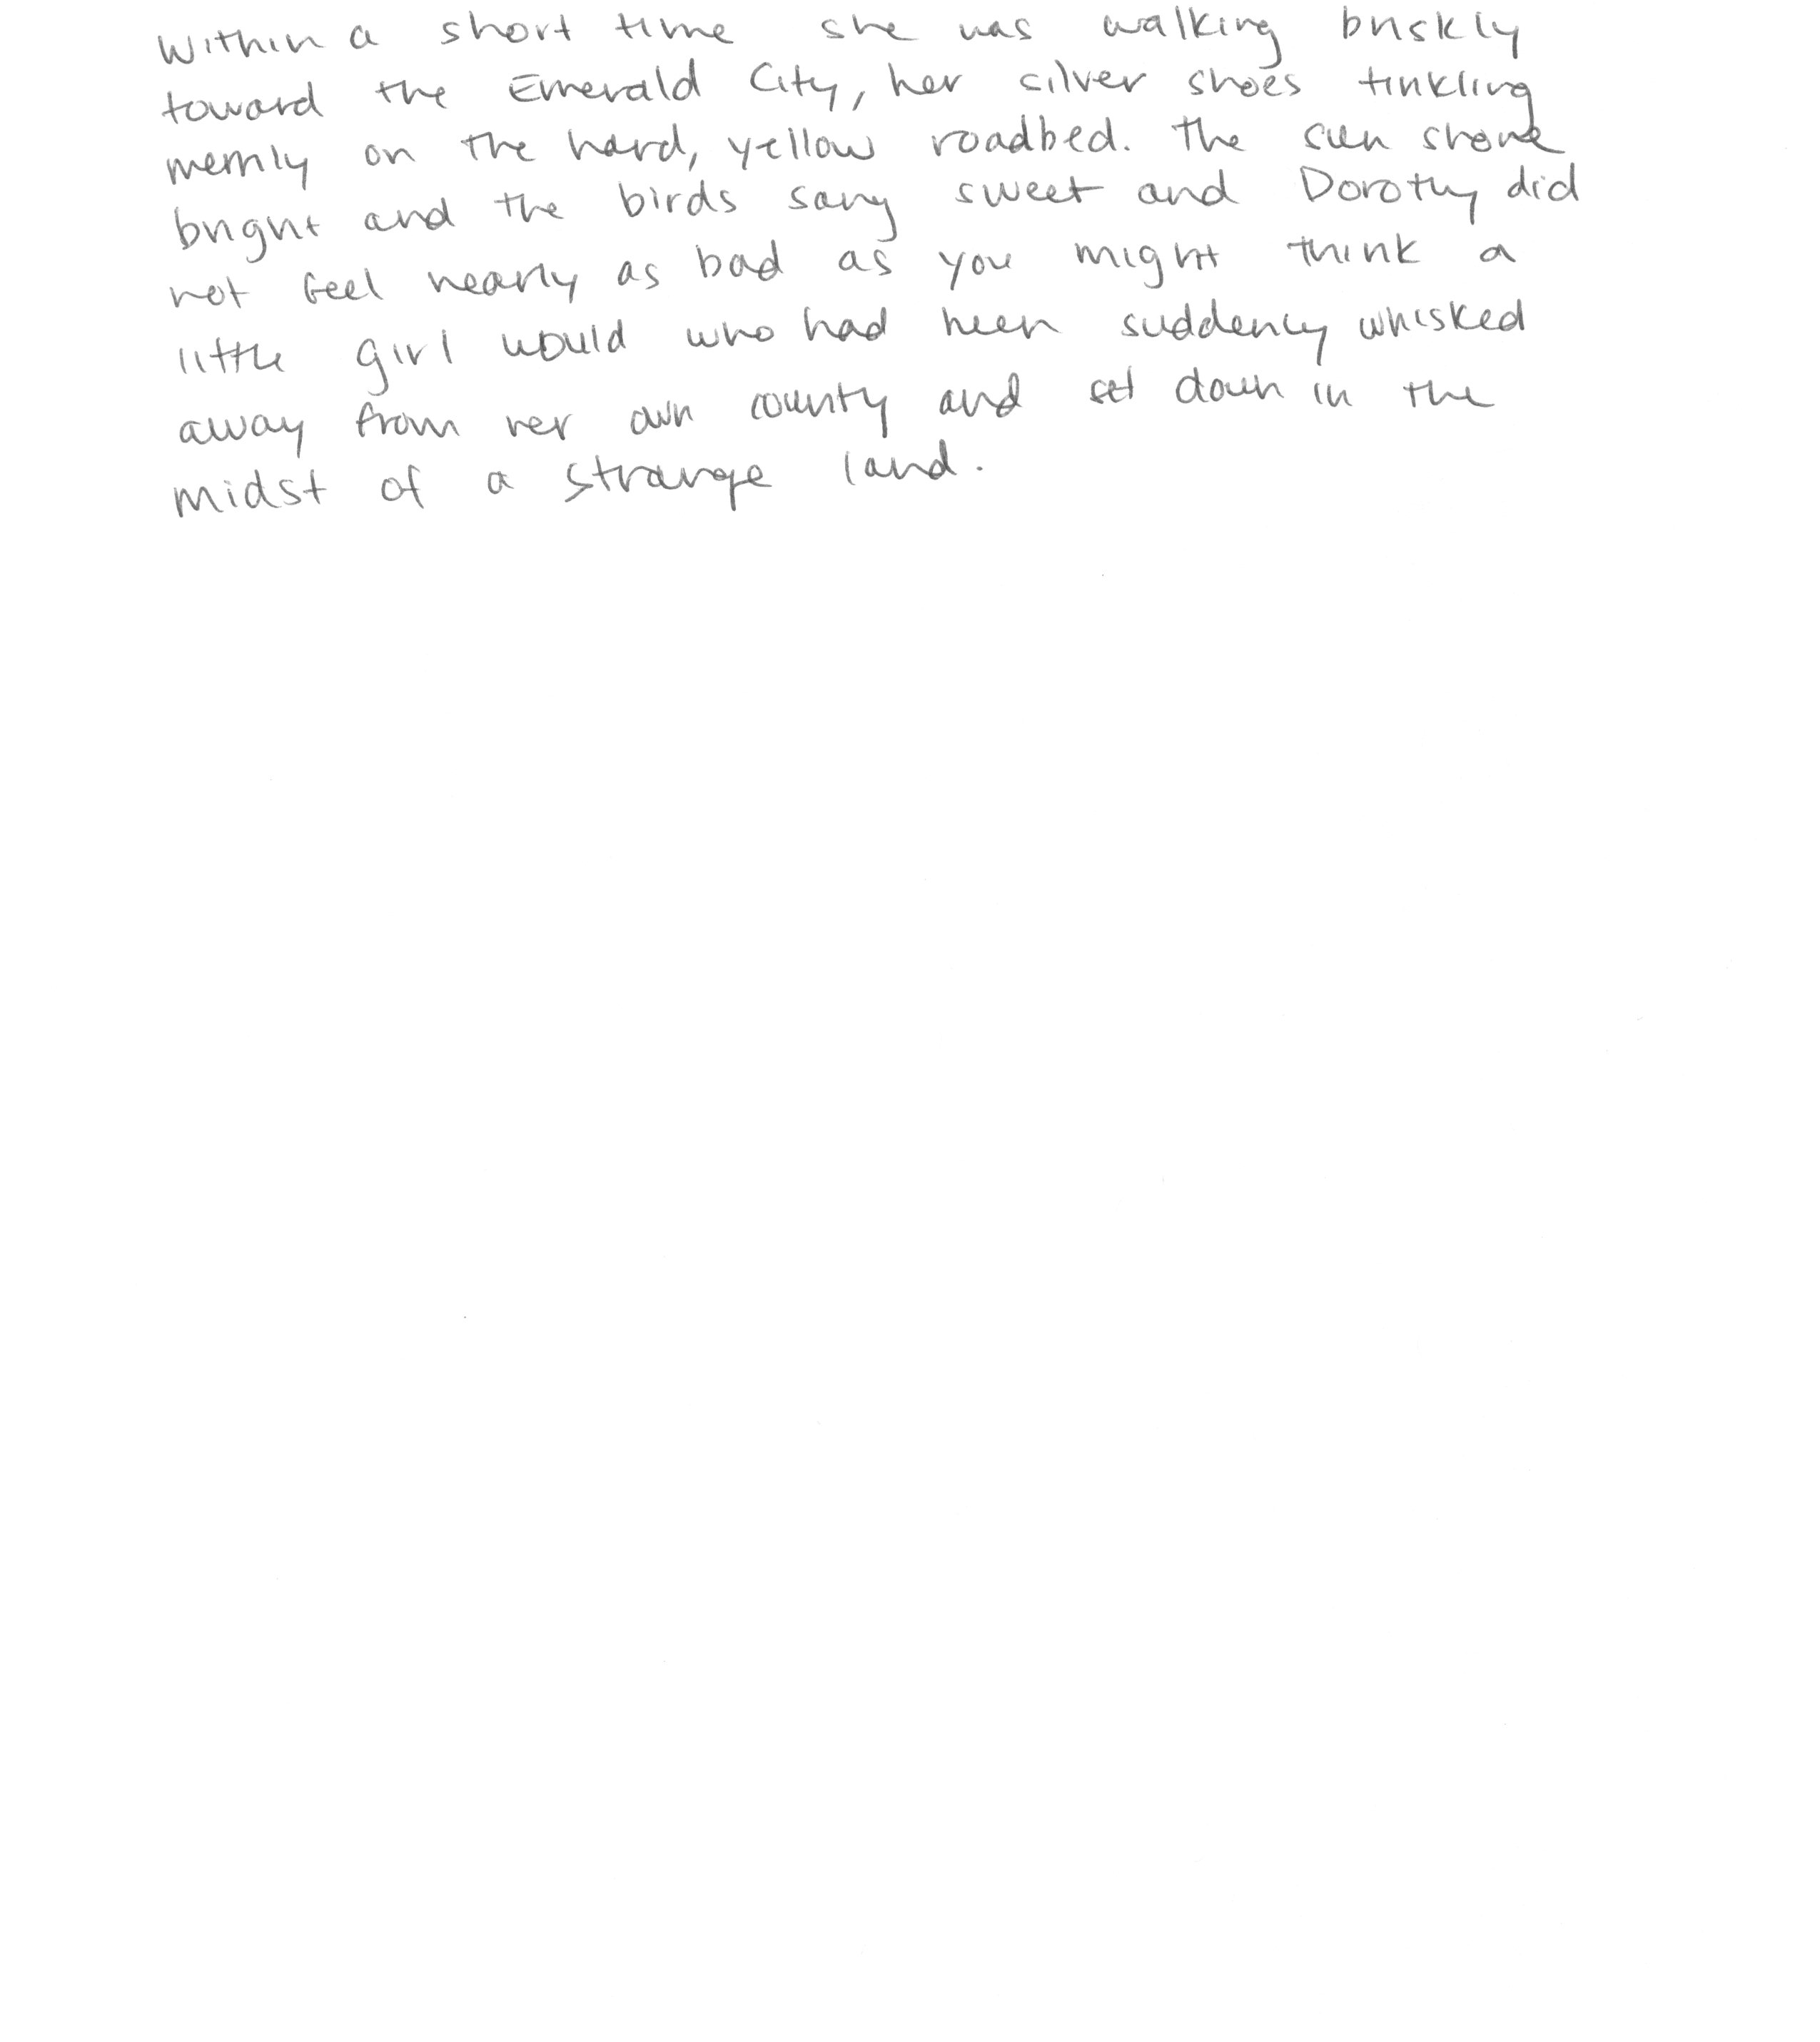 Within a short time she was walking briskly
toward the Emerald City, her silver shoes tinkling
merrily on the hard, yellow roadbed. The sun shone
bright and the birds sang sweet and Dorothy did
not feel nearly as bad as you might think a
little girl would who had been suddenly whisked
away from her own county and set down in the
midst of a strange land.